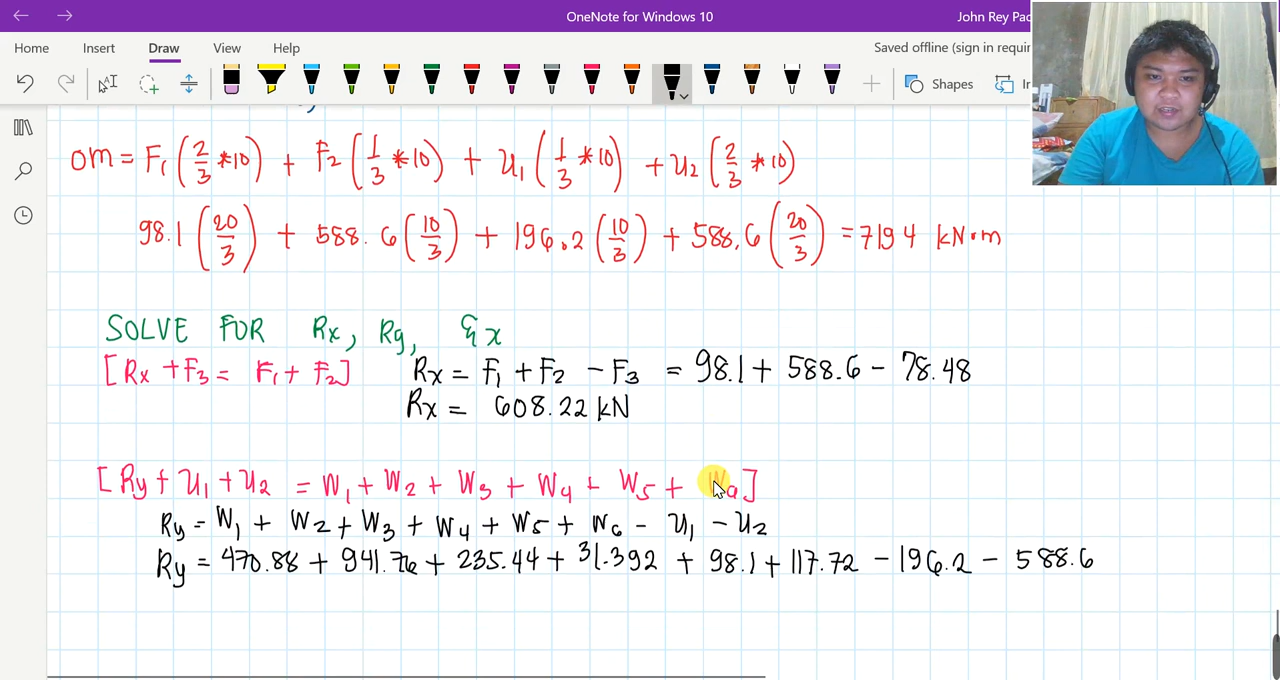 OneNote for Windows 10
John Rey Pac
Home Insert Draw View Help
Saved offline (sign in requir
Shapes
In
OM = F₁ (2/3 *10) + F₂ (1/3 *10) + U₁ (1/3 *10) + U₂ (2/3 *10)
98.1 (20/3) + 588.6 (10/3) + 196.2 (10/3) + 588.6 (20/3) = 7194 kN·m
SOLVE FOR Rx, Ry, & x
[Rx + F₃ = F₁ + F₂] Rx = F₁ + F₂ - F₃ = 98.1 + 588.6 - 78.48
Rx = 608.22 kN
[Ry + U₁ + U₂ = W₁ + W₂ + W₃ + W₄ + W₅ + W₆]
Ry = W₁ + W₂ + W₃ + W₄ + W₅ + W₆ - U₁ - U₂
Ry = 470.88 + 941.76 + 235.44 + 31.392 + 98.1 + 117.72 - 196.2 - 588.6